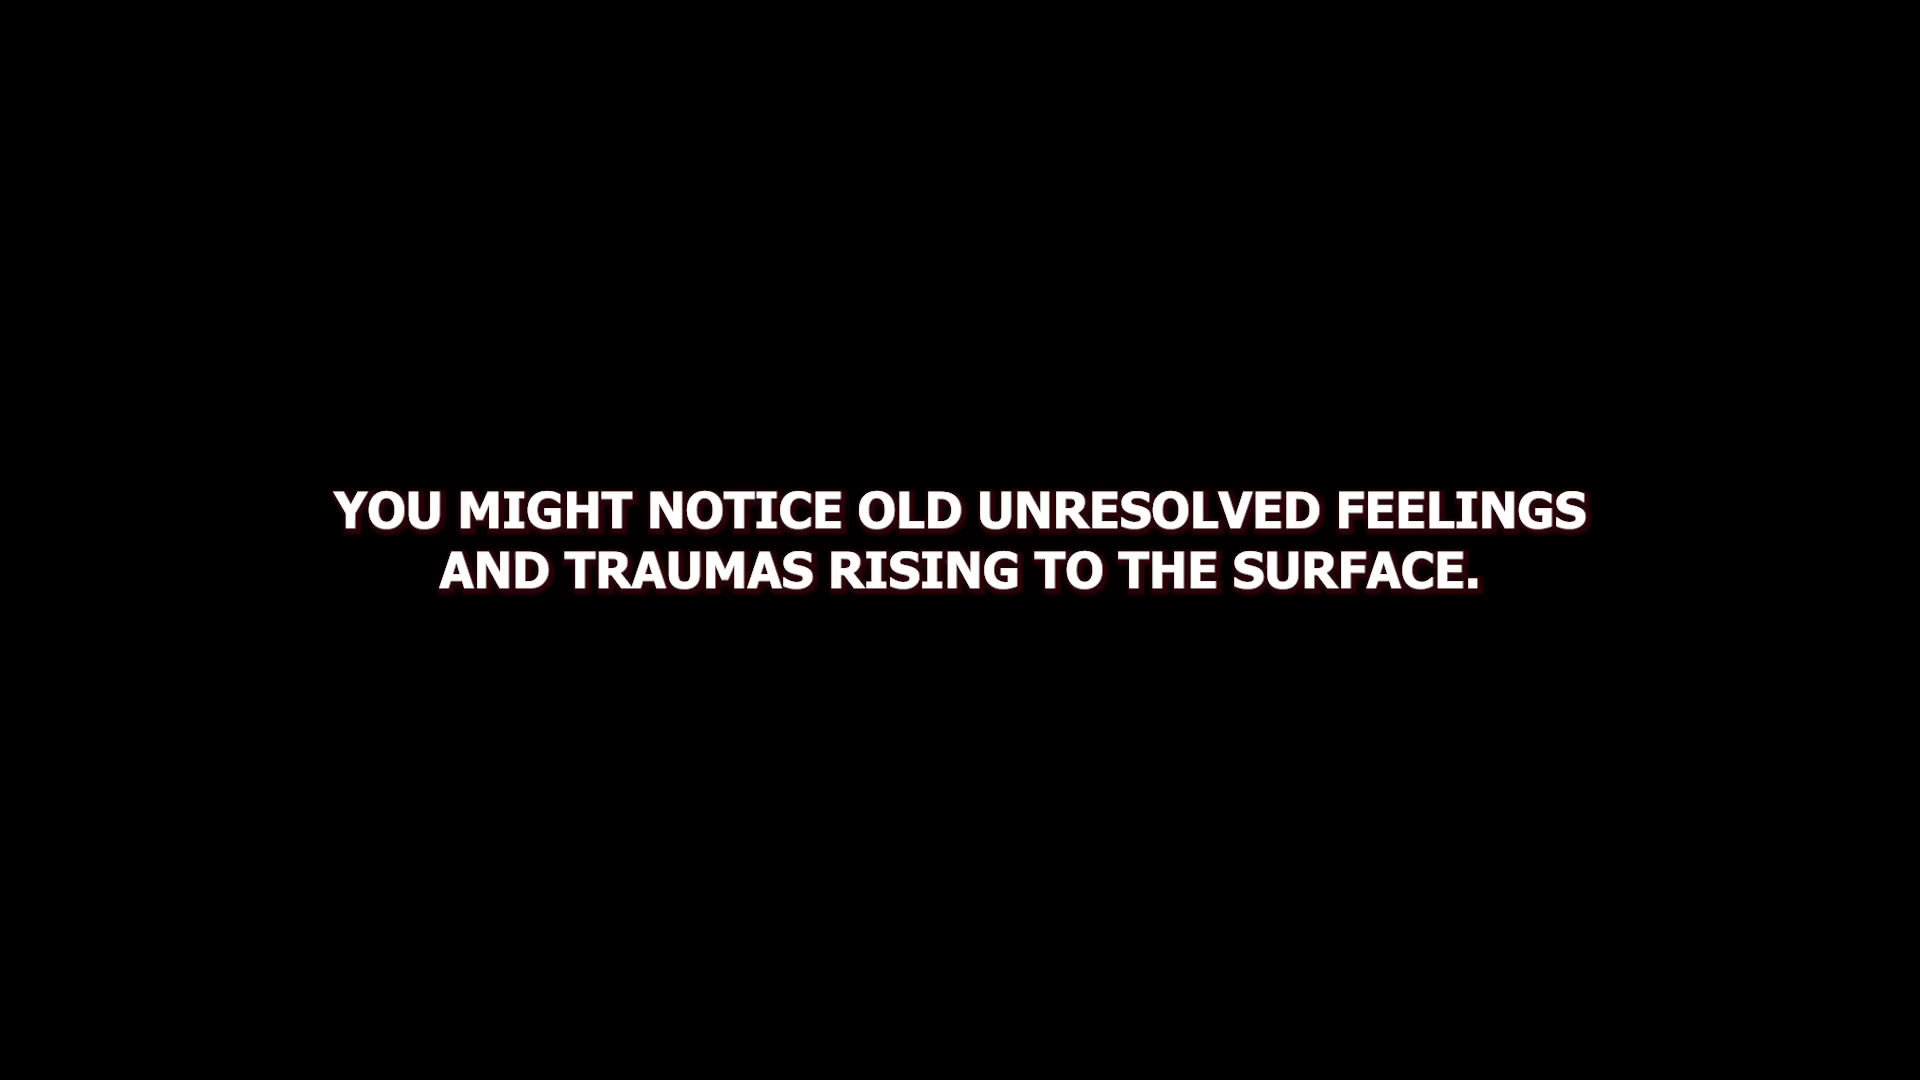 YOU MIGHT NOTICE OLD UNRESOLVED FEELINGS
AND TRAUMAS RISING TO THE SURFACE.